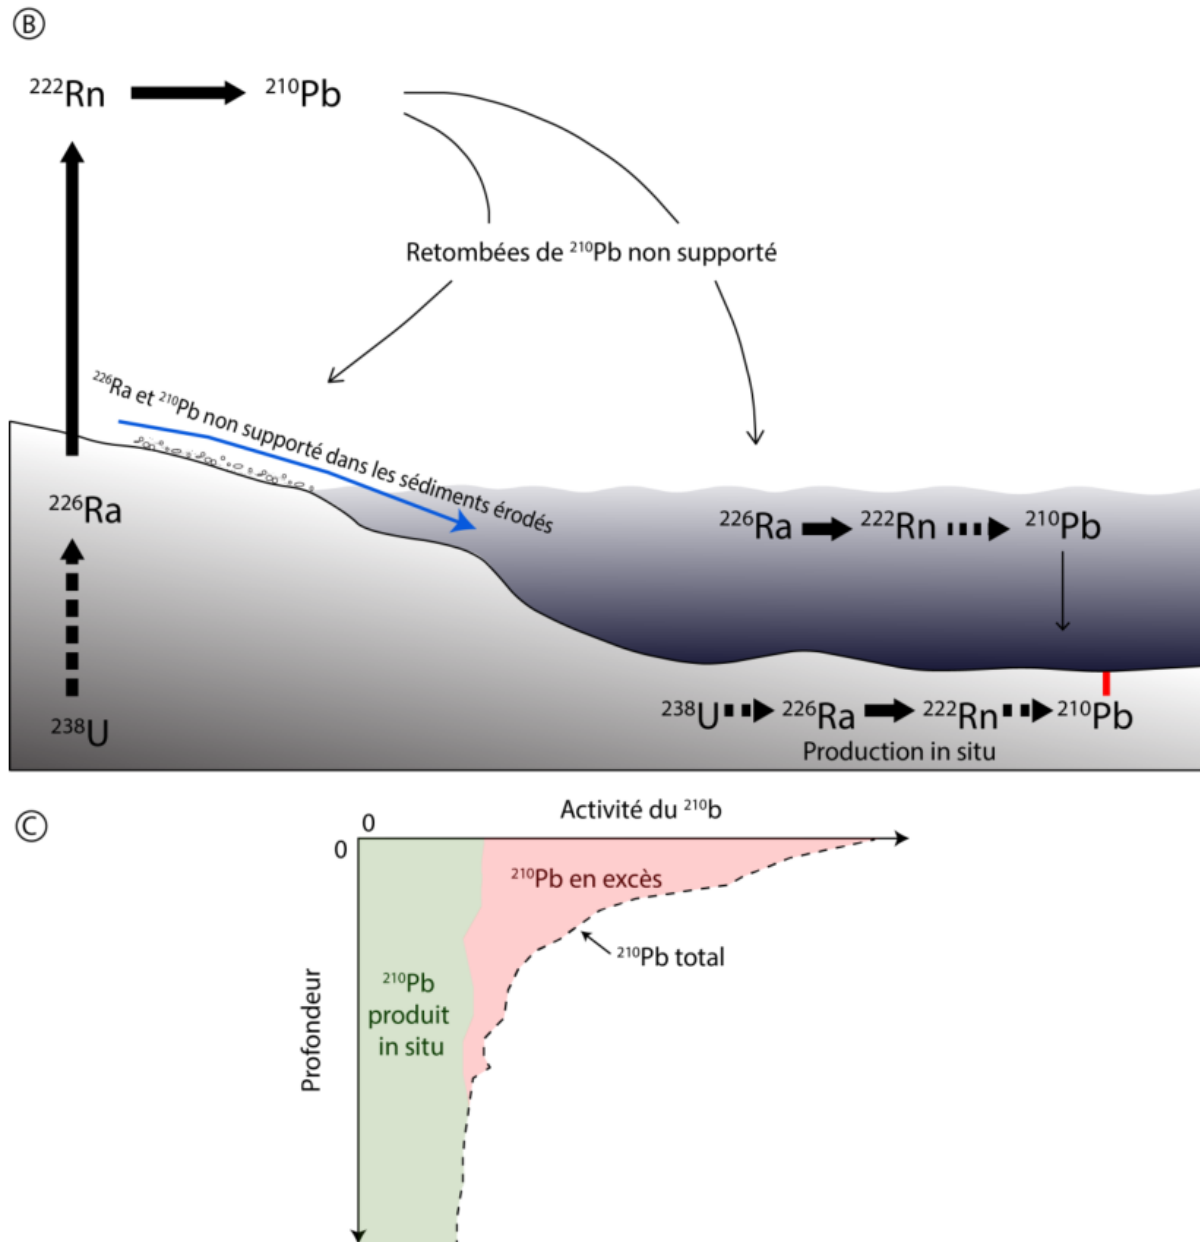 B
²²²Rn ²¹⁰Pb
Retombées de ²¹⁰Pb non supporté
²²⁶Ra et ²¹⁰Pb non supporté dans les sédiments érodés
²²⁶Ra
²³⁸U
²²⁶Ra ²²²Rn ²¹⁰Pb
²³⁸U ²²⁶Ra ²²²Rn ²¹⁰Pb
Production in situ
C
Activité du ²¹⁰b
0
0
²¹⁰Pb en excès
²¹⁰Pb total
²¹⁰Pb
produit
in situ
Profondeur